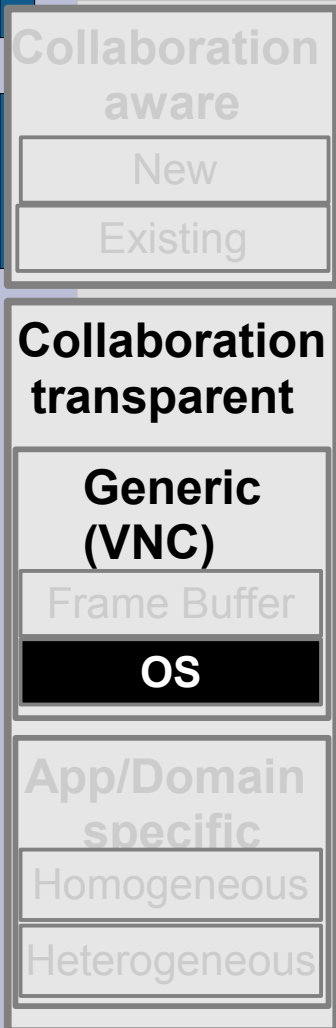 Collaboration
aware
New
Existing
Collaboration
transparent
Generic
(VNC)
Frame Buffer
OS
App/Domain
specific
Homogeneous
Heterogeneous